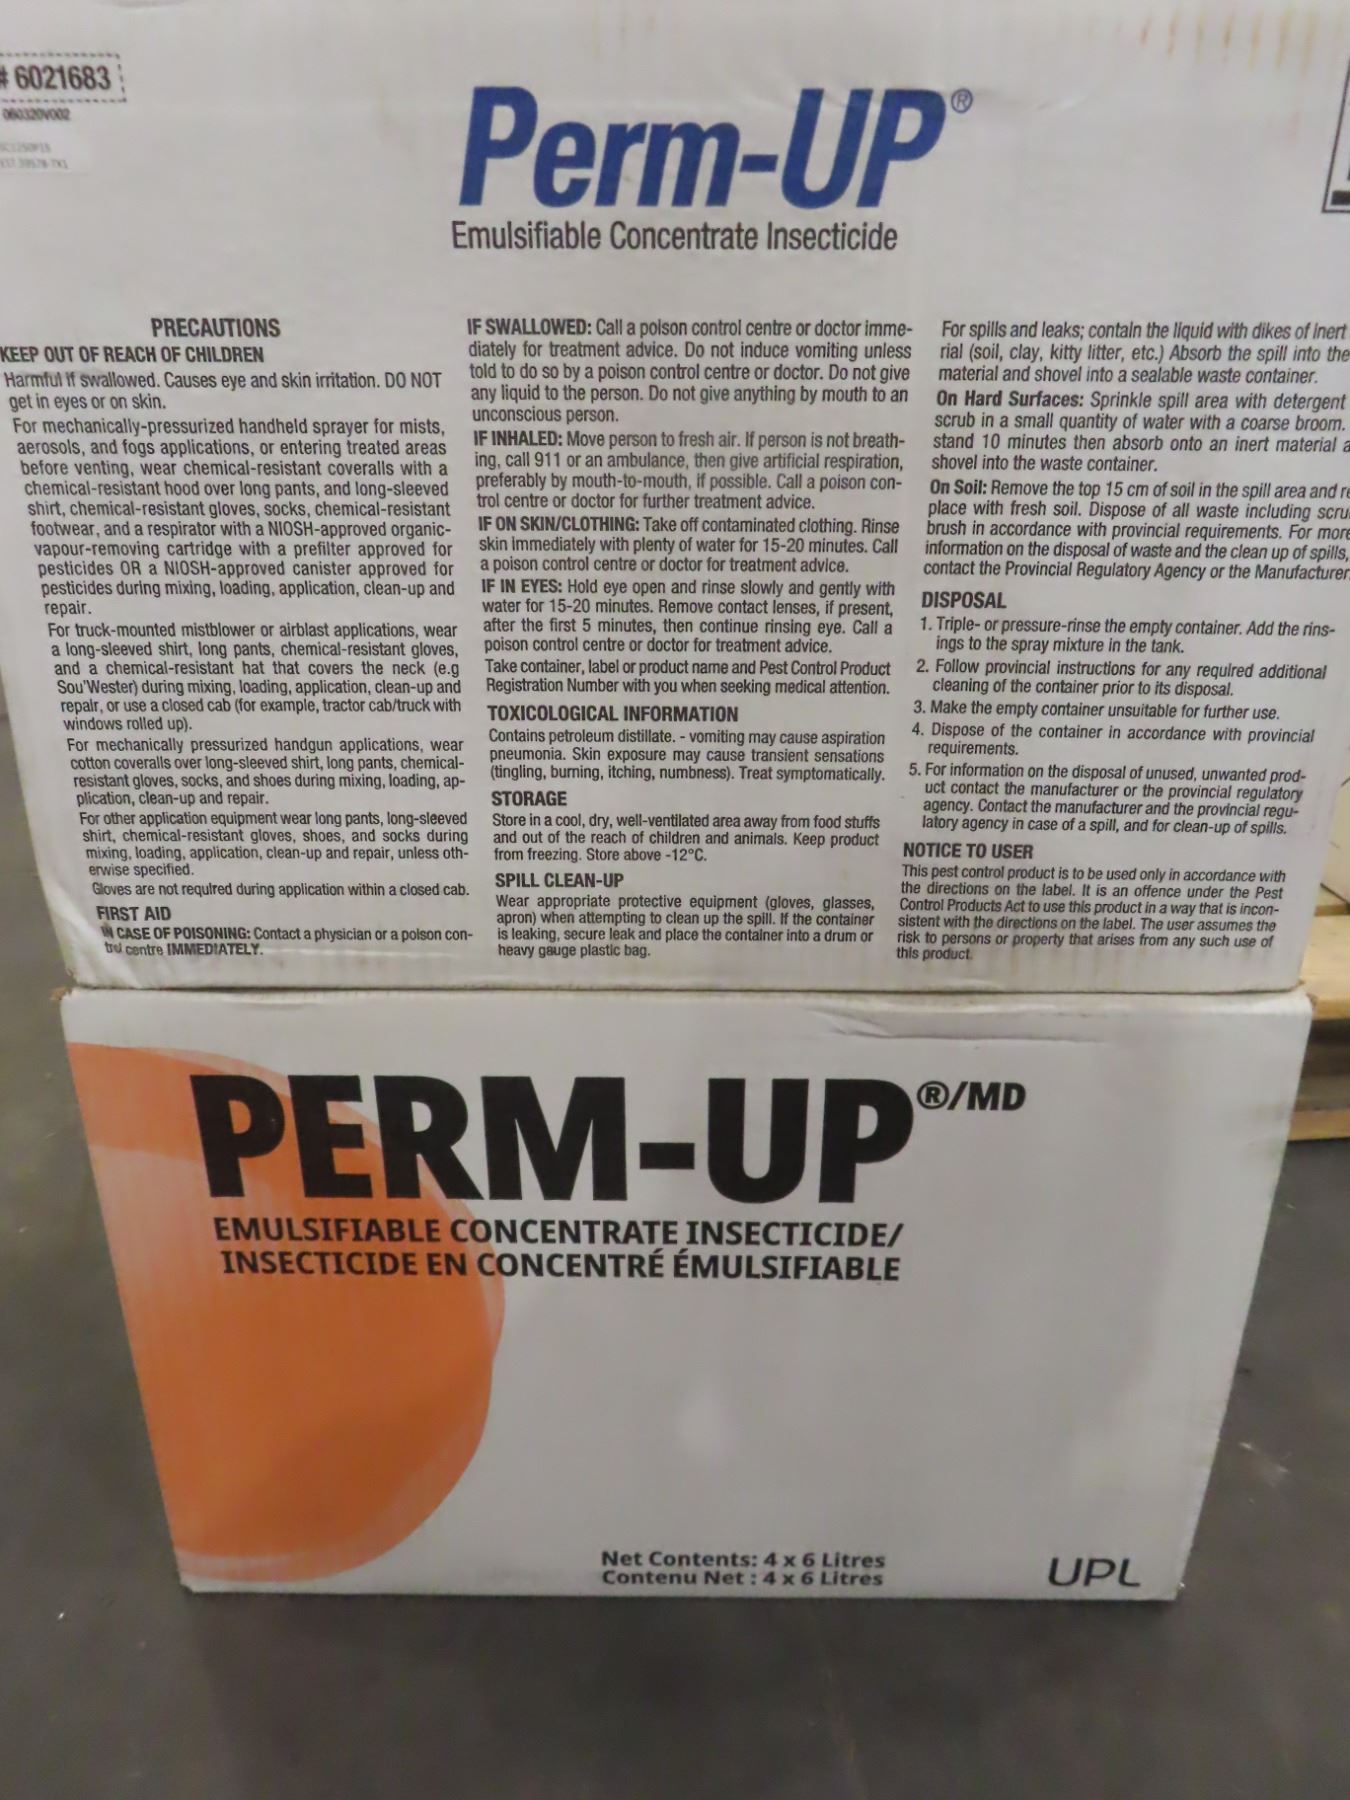 # 6021683
060320V002
Perm-UP®
Emulsifiable Concentrate Insecticide
PRECAUTIONS
KEEP OUT OF REACH OF CHILDREN
Harmful if swallowed. Causes eye and skin irritation. DO NOT
get in eyes or on skin.
For mechanically-pressurized handheld sprayer for mists,
aerosols, and fogs applications, or entering treated areas
before venting, wear chemical-resistant coveralls with a
chemical-resistant hood over long pants, and long-sleeved
shirt, chemical-resistant gloves, socks, chemical-resistant
footwear, and a respirator with a NIOSH-approved organic-
vapour-removing cartridge with a prefilter approved for
pesticides OR a NIOSH-approved canister approved for
pesticides during mixing, loading, application, clean-up and
repair.
For truck-mounted mistblower or airblast applications, wear
a long-sleeved shirt, long pants, chemical-resistant gloves,
and a chemical-resistant hat that covers the neck (e.g
Sou'Wester) during mixing, loading, application, clean-up and
repair, or use a closed cab (for example, tractor cab/truck with
windows rolled up).
For mechanically pressurized handgun applications, wear
cotton coveralls over long-sleeved shirt, long pants, chemical-
resistant gloves, socks, and shoes during mixing, loading, ap-
plication, clean-up and repair.
For other application equipment wear long pants, long-sleeved
shirt, chemical-resistant gloves, shoes, and socks during
mixing, loading, application, clean-up and repair, unless oth-
erwise specified.
Gloves are not required during application within a closed cab.
FIRST AID
IN CASE OF POISONING: Contact a physician or a poison con-
trol centre IMMEDIATELY.
IF SWALLOWED: Call a poison control centre or doctor imme-
diately for treatment advice. Do not induce vomiting unless
told to do so by a poison control centre or doctor. Do not give
any liquid to the person. Do not give anything by mouth to an
unconscious person.
IF INHALED: Move person to fresh air. If person is not breath-
ing, call 911 or an ambulance, then give artificial respiration,
preferably by mouth-to-mouth, if possible. Call a poison con-
trol centre or doctor for further treatment advice.
IF ON SKIN/CLOTHING: Take off contaminated clothing. Rinse
skin immediately with plenty of water for 15-20 minutes. Call
a poison control centre or doctor for treatment advice.
IF IN EYES: Hold eye open and rinse slowly and gently with
water for 15-20 minutes. Remove contact lenses, if present,
after the first 5 minutes, then continue rinsing eye. Call a
poison control centre or doctor for treatment advice.
Take container, label or product name and Pest Control Product
Registration Number with you when seeking medical attention.
TOXICOLOGICAL INFORMATION
Contains petroleum distillate. - vomiting may cause aspiration
pneumonia. Skin exposure may cause transient sensations
(tingling, burning, itching, numbness). Treat symptomatically.
STORAGE
Store in a cool, dry, well-ventilated area away from food stuffs
and out of the reach of children and animals. Keep product
from freezing. Store above -12°C.
SPILL CLEAN-UP
Wear appropriate protective equipment (gloves, glasses,
apron) when attempting to clean up the spill. If the container
is leaking, secure leak and place the container into a drum or
heavy gauge plastic bag.
For spills and leaks; contain the liquid with dikes of inert
rial (soil, clay, kitty litter, etc.) Absorb the spill into the
material and shovel into a sealable waste container.
On Hard Surfaces: Sprinkle spill area with detergent
scrub in a small quantity of water with a coarse broom.
stand 10 minutes then absorb onto an inert material a
shovel into the waste container.
On Soil: Remove the top 15 cm of soil in the spill area and re
place with fresh soil. Dispose of all waste including scru
brush in accordance with provincial requirements. For more
information on the disposal of waste and the clean up of spills,
contact the Provincial Regulatory Agency or the Manufacturer.
DISPOSAL
1. Triple- or pressure-rinse the empty container. Add the rins-
ings to the spray mixture in the tank.
2. Follow provincial instructions for any required additional
cleaning of the container prior to its disposal.
3. Make the empty container unsuitable for further use.
4. Dispose of the container in accordance with provincial
requirements.
5. For information on the disposal of unused, unwanted prod-
uct contact the manufacturer or the provincial regulatory
agency. Contact the manufacturer and the provincial regu-
latory agency in case of a spill, and for clean-up of spills.
NOTICE TO USER
This pest control product is to be used only in accordance with
the directions on the label. It is an offence under the Pest
Control Products Act to use this product in a way that is incon-
sistent with the directions on the label. The user assumes the
risk to persons or property that arises from any such use of
this product.
PERM-UP®/MD
EMULSIFIABLE CONCENTRATE INSECTICIDE/
INSECTICIDE EN CONCENTRÉ ÉMULSIFIABLE
Net Contents: 4 x 6 Litres
Contenu Net : 4 x 6 Litres
UPL